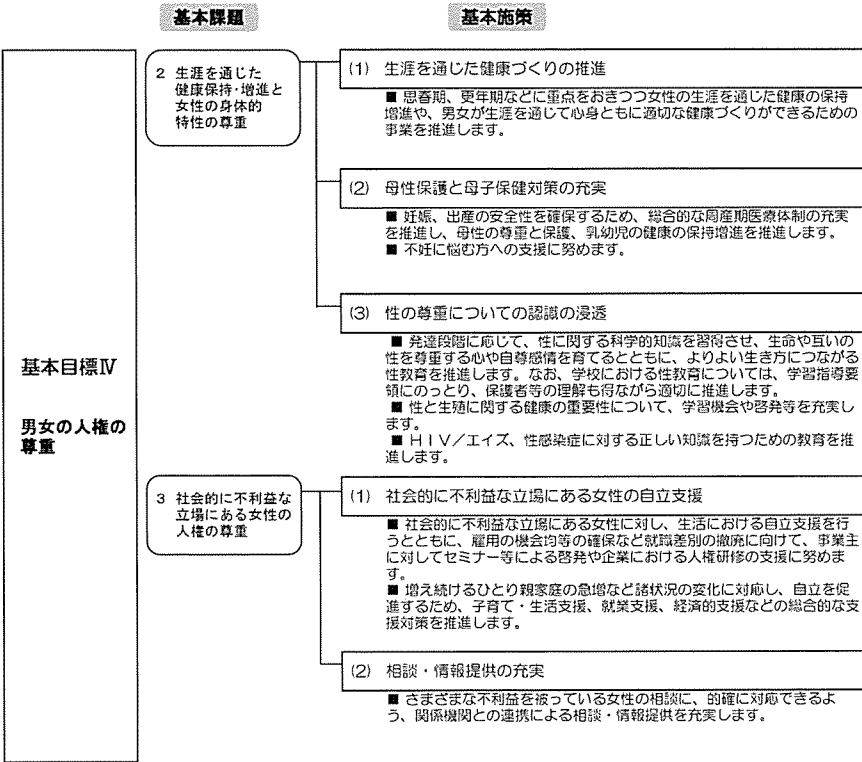 基本課題
基本施策
基本目標Ⅳ
男女の人権の
尊重
2 生涯を通じた
健康保持・増進と
女性の身体的
特性の尊重
(1) 生涯を通じた健康づくりの推進
■ 思春期、更年期などに重点をおきつつ女性の生涯を通じた健康の保持
増進や、男女が生涯を通じて心身ともに適切な健康づくりができるための
事業を推進します。
(2) 母性保護と母子保健対策の充実
■ 妊娠、出産の安全性を確保するため、総合的な周産期医療体制の充実
を推進し、母性の尊重と保護、乳幼児の健康の保持増進を推進します。
■ 不妊に悩む方への支援に努めます。
(3) 性の尊重についての認識の浸透
■ 発達段階に応じて、性に関する科学的知識を習得させ、生命や互いの
性を尊重する心や自尊感情を育てるとともに、よりよい生き方につながる
性教育を推進します。なお、学校における性教育については、学習指導要
領にのっとり、保護者等の理解も得ながら適切に推進します。
■ 性と生殖に関する健康の重要性について、学習機会や啓発等を充実し
ます。
■ HIV/エイズ、性感染症に対する正しい知識を持つための教育を推
進します。
3 社会的に不利益な
立場にある女性の
人権の尊重
(1) 社会的に不利益な立場にある女性の自立支援
■ 社会的に不利益な立場にある女性に対し、生活における自立支援を行
うとともに、雇用の機会均等の確保など就職差別の撤廃に向けて、事業主
に対してセミナー等による啓発や企業における人権研修の支援に努めま
す。
■ 増え続けるひとり親家庭の急増など諸状況の変化に対応し、自立を促
進するため、子育て・生活支援、就業支援、経済的支援などの総合的な支
援対策を推進します。
(2) 相談・情報提供の充実
■ さまざまな不利益を被っている女性の相談に、的確に対応できるよ
う、関係機関との連携による相談・情報提供を充実します。